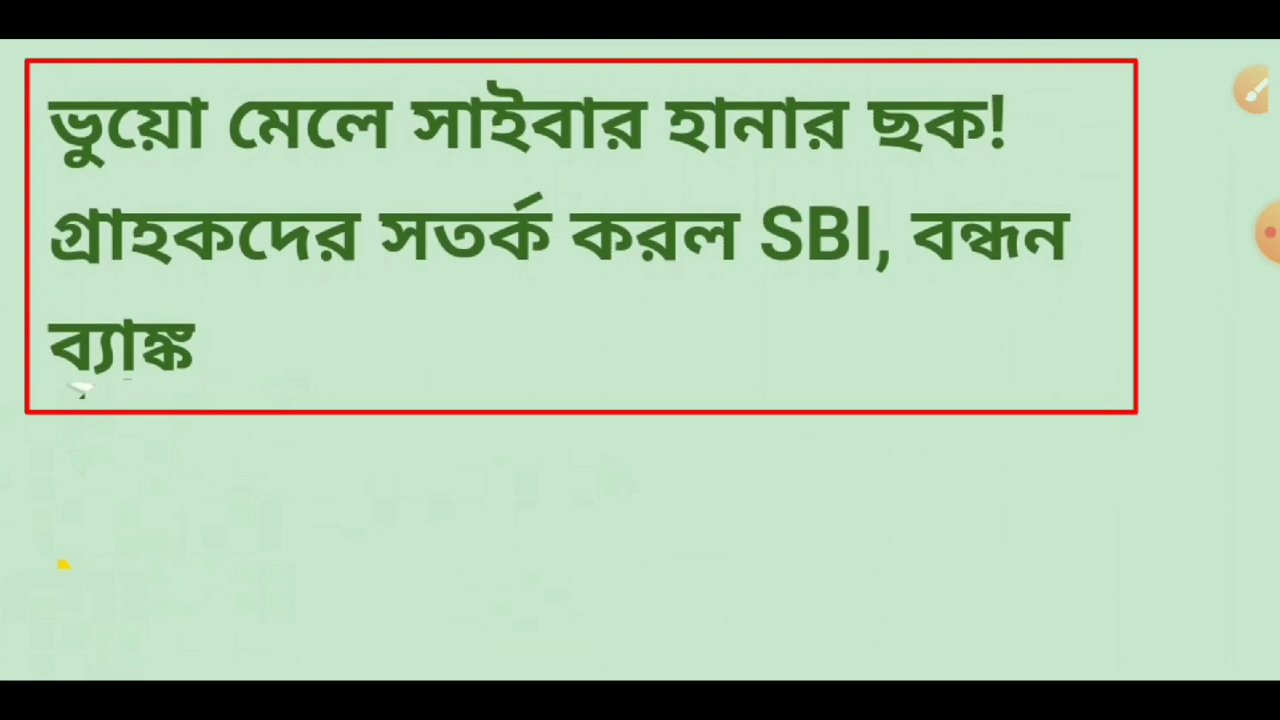 ভুয়ো মেলে সাইবার হানার ছক!
গ্রাহকদের সতর্ক করল SBI, বন্ধন
ব্যাঙ্ক